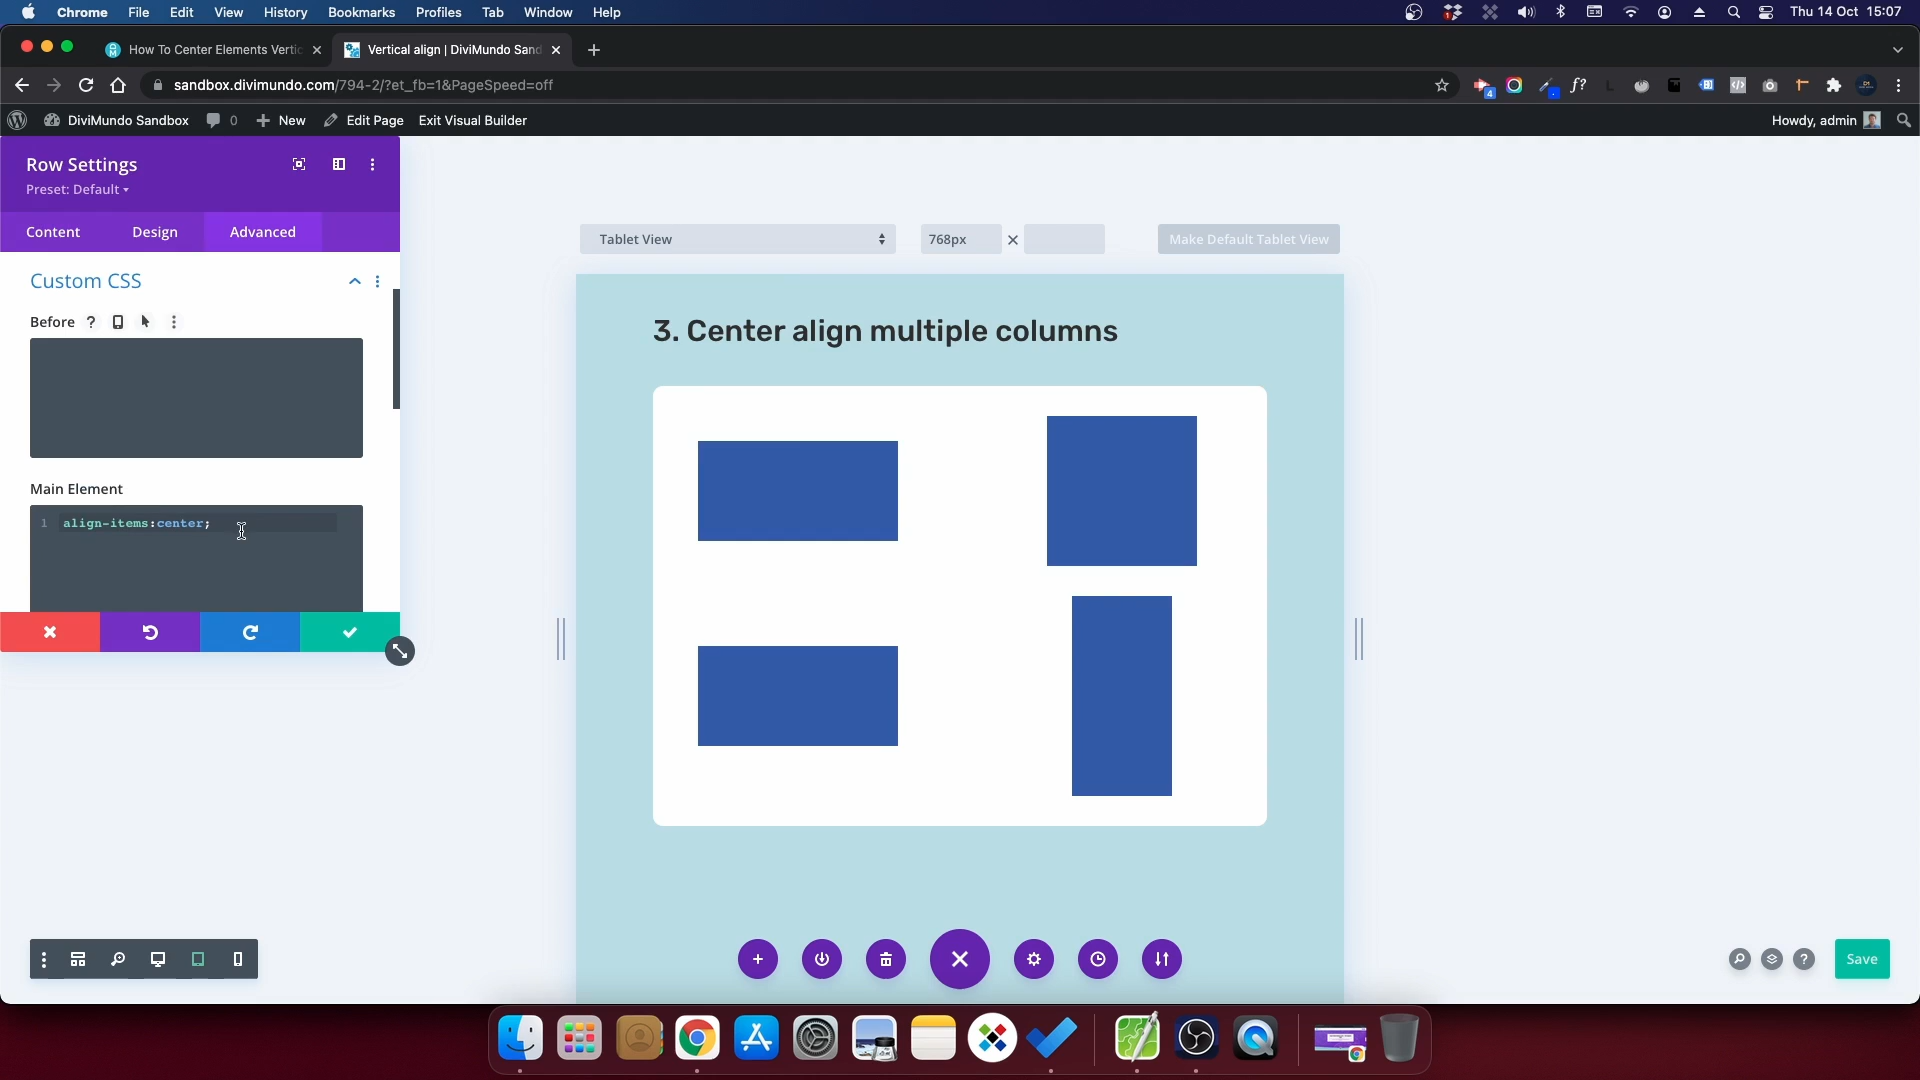 Chrome File Edit View History Bookmarks Profiles Tab Window Help
1
Thu 14 Oct 15:07
How To Center Elements Vertic
Vertical align | DiviMundo Sand
sandbox.divimundo.com/794-2/?et_fb=1&PageSpeed=off
4
f?
DiviMundo Sandbox 0 New Edit Page Exit Visual Builder
Howdy, admin
Row Settings
Preset: Default
Content Design Advanced
Custom CSS
Before ?
Main Element
1 align-items:center;
Tablet View 768px × Make Default Tablet View
3. Center align multiple columns
?
Save